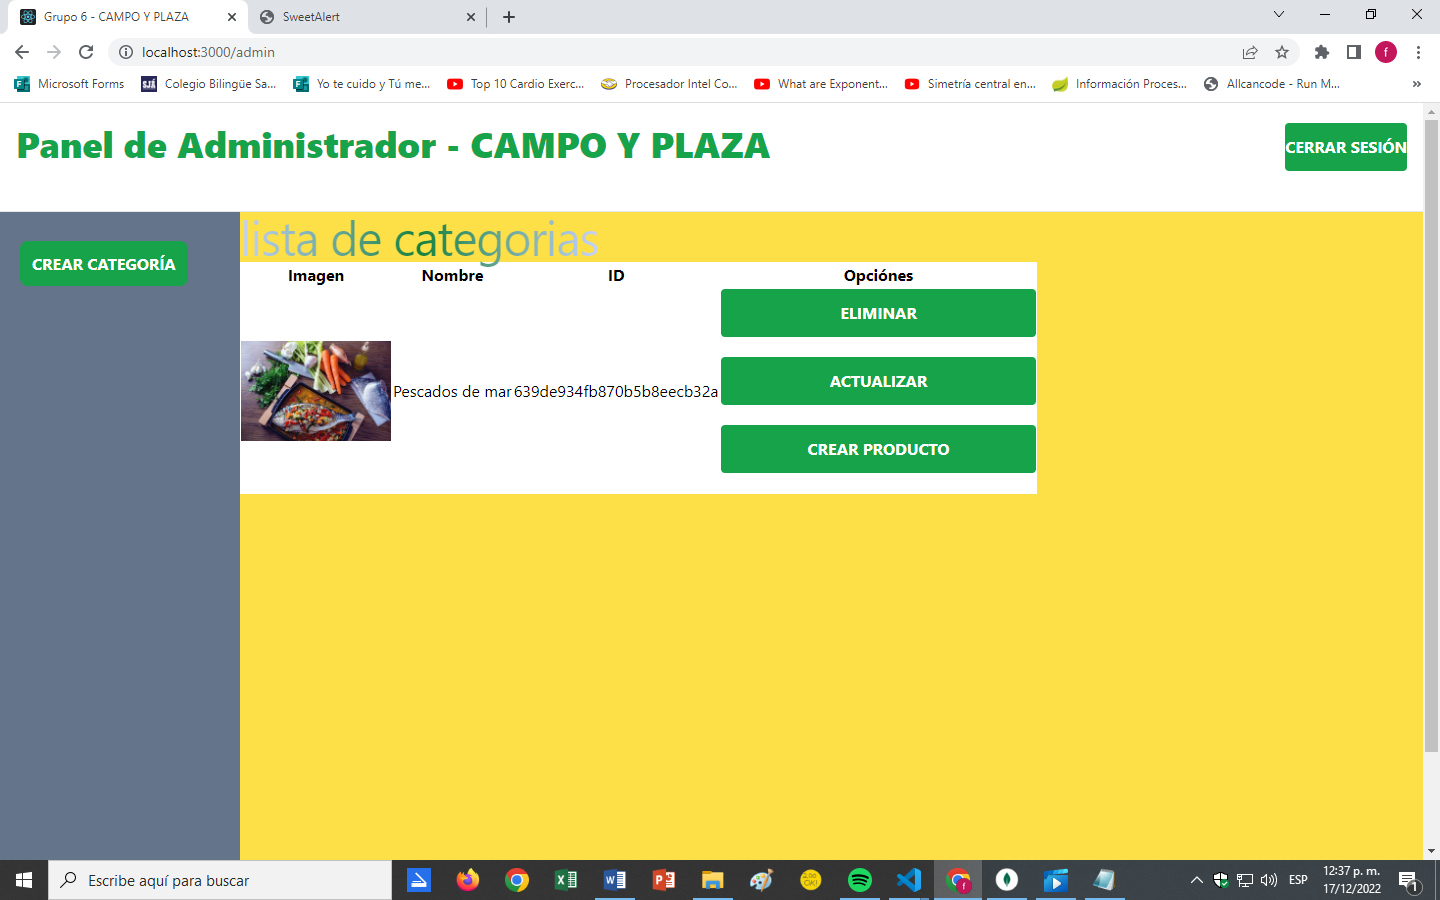 Grupo 6 - CAMPO Y PLAZA
SweetAlert
localhost:3000/admin
f
Microsoft Forms
Colegio Bilingüe Sa...
Yo te cuido y Tú me...
Top 10 Cardio Exerc...
Procesador Intel Co...
What are Exponent...
Simetría central en...
Información Proces...
Allcancode - Run M...
»
Panel de Administrador - CAMPO Y PLAZA
CERRAR SESIÓN
CREAR CATEGORÍA
lista de categorias
Imagen Nombre ID Opciónes
ELIMINAR
Pescados de mar 639de934fb870b5b8eecb32a
ACTUALIZAR
CREAR PRODUCTO
Escribe aquí para buscar
ESP
12:37 p. m.
17/12/2022
1